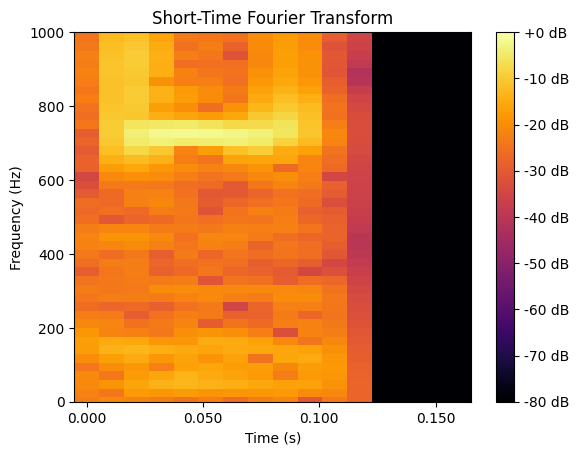 Short-Time Fourier Transform
1000
800
600
400
200
0
Frequency (Hz)
0.000
0.050
0.100
0.150
Time (s)
+0 dB
-10 dB
-20 dB
-30 dB
-40 dB
-50 dB
-60 dB
-70 dB
-80 dB